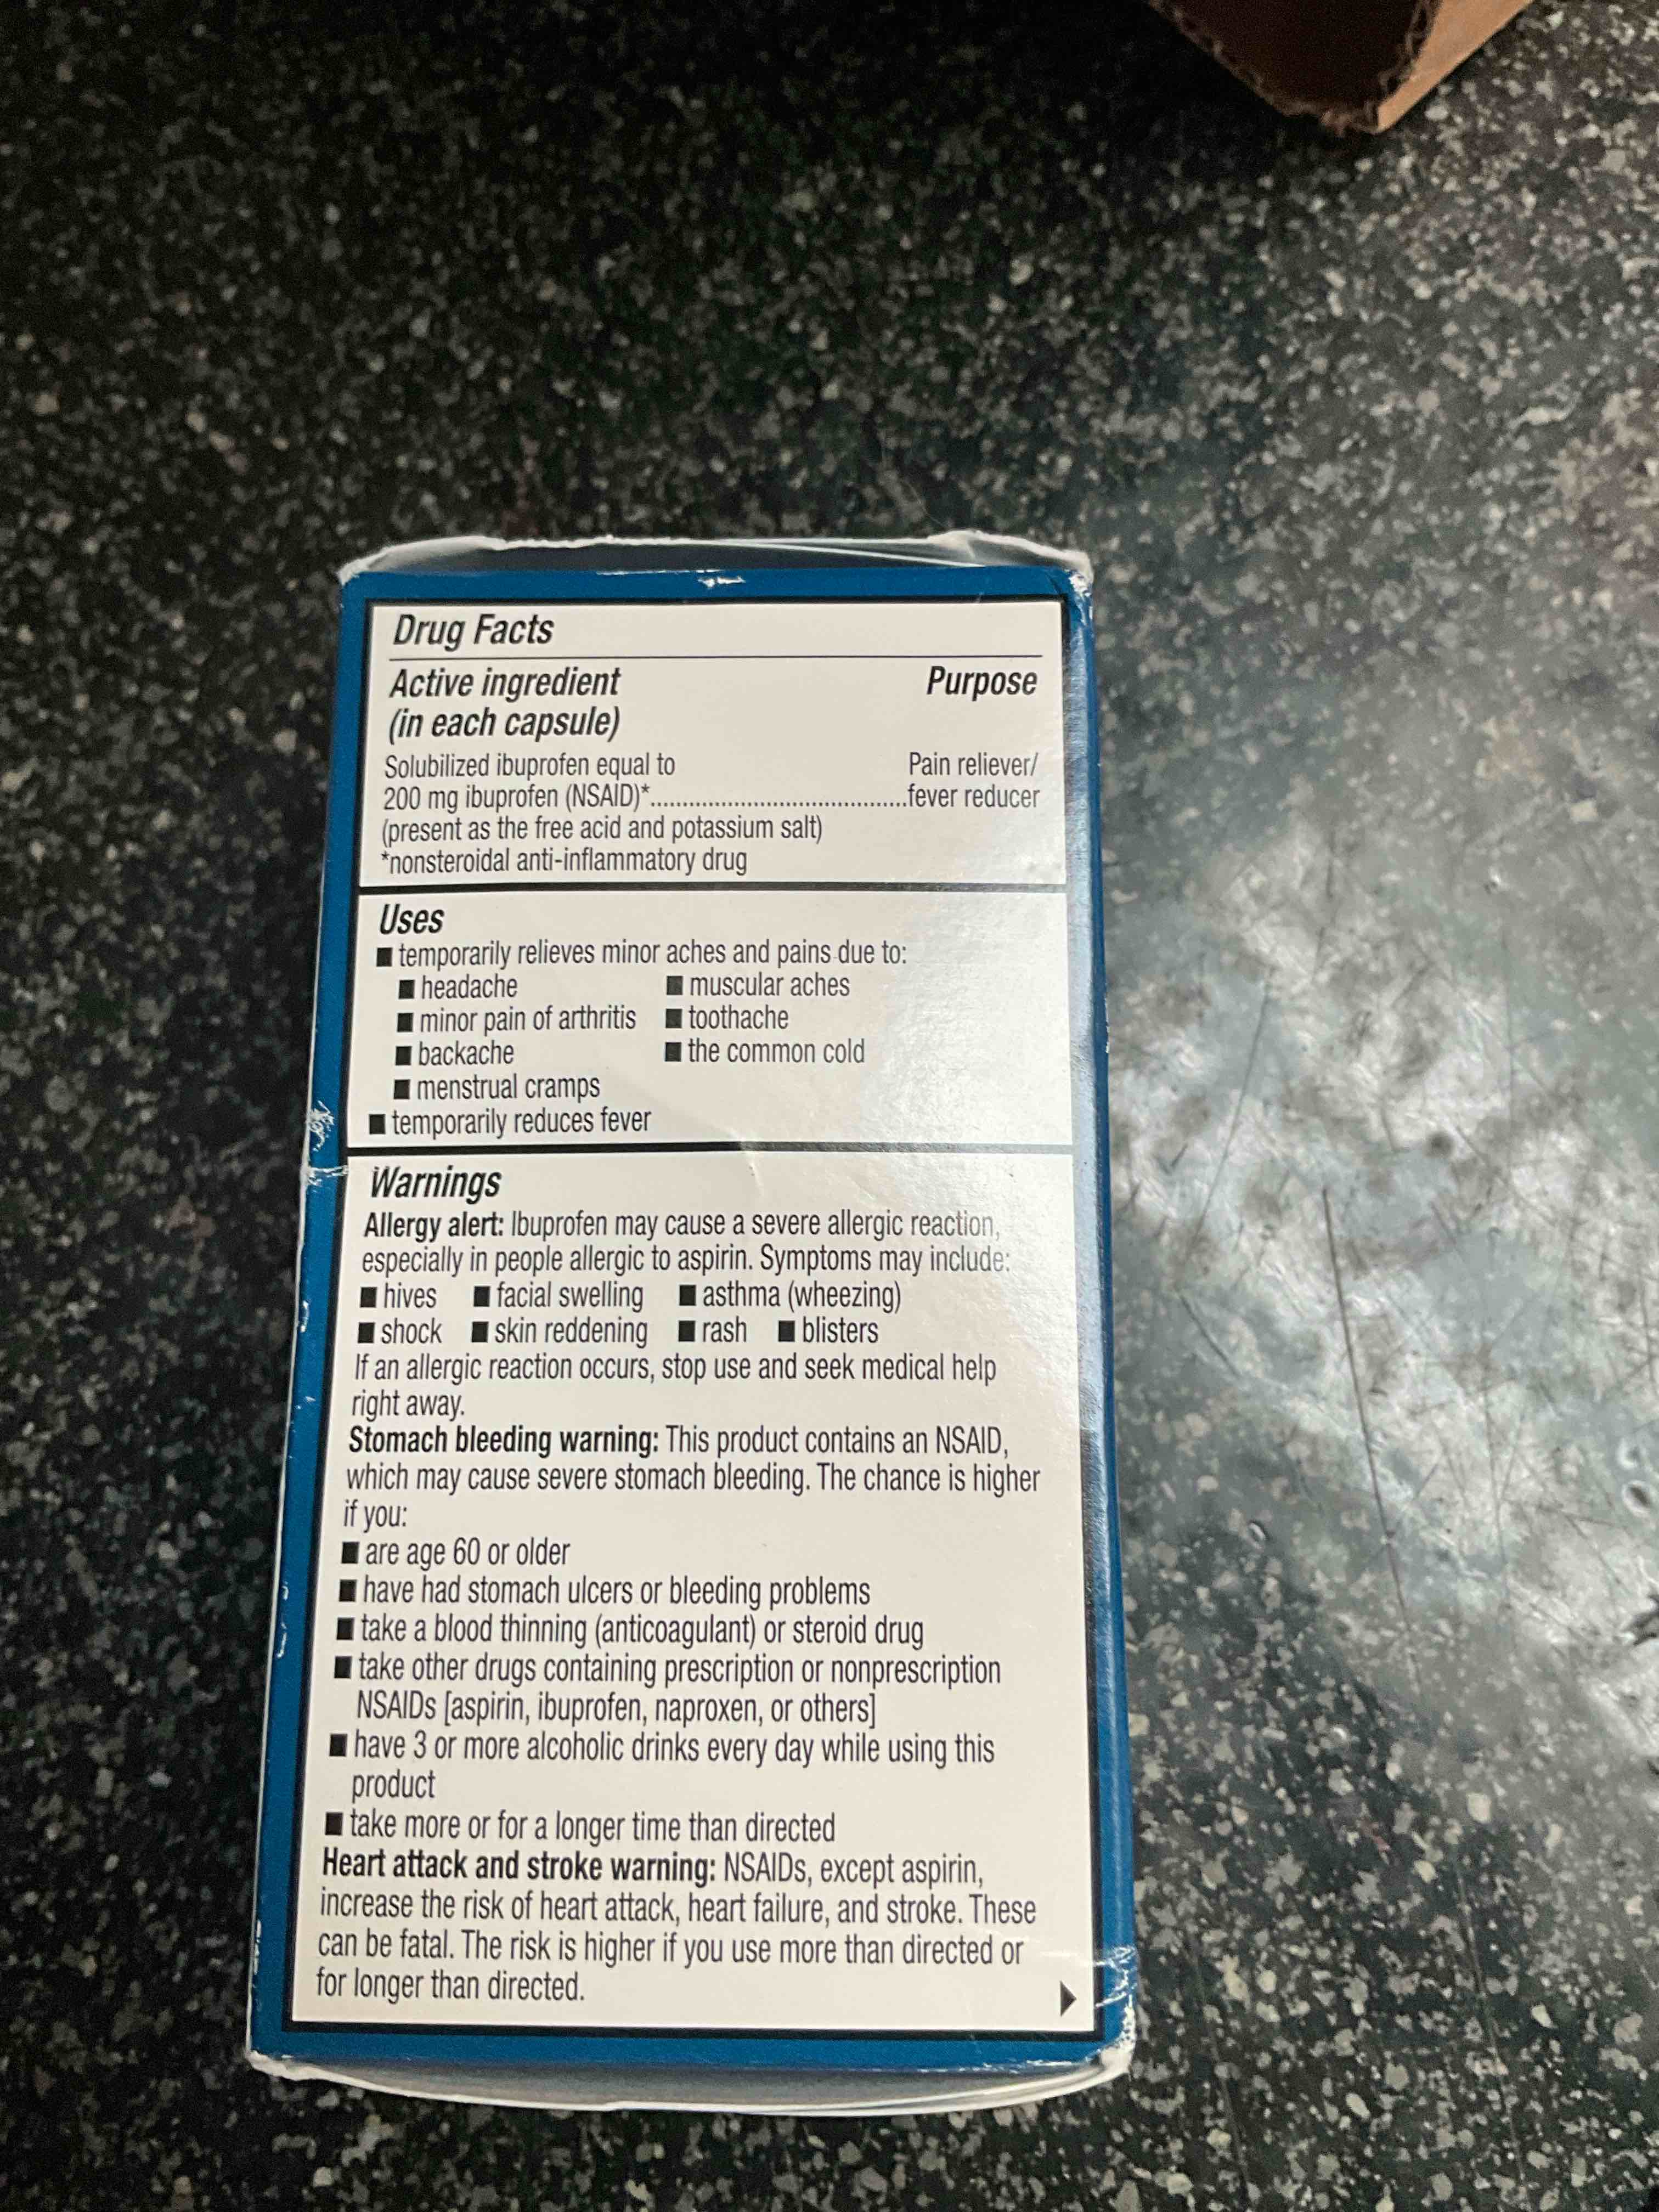 Drug Facts
Active ingredient Purpose
(in each capsule)
Solubilized ibuprofen equal to Pain reliever/
200 mg ibuprofen (NSAID)*.......................................fever reducer
(present as the free acid and potassium salt)
*nonsteroidal anti-inflammatory drug
Uses
■ temporarily relieves minor aches and pains due to:
■ headache ■ muscular aches
■ minor pain of arthritis ■ toothache
■ backache ■ the common cold
■ menstrual cramps
■ temporarily reduces fever
Warnings
Allergy alert: Ibuprofen may cause a severe allergic reaction,
especially in people allergic to aspirin. Symptoms may include:
■ hives ■ facial swelling ■ asthma (wheezing)
■ shock ■ skin reddening ■ rash ■ blisters
If an allergic reaction occurs, stop use and seek medical help
right away.
Stomach bleeding warning: This product contains an NSAID,
which may cause severe stomach bleeding. The chance is higher
if you:
■ are age 60 or older
■ have had stomach ulcers or bleeding problems
■ take a blood thinning (anticoagulant) or steroid drug
■ take other drugs containing prescription or nonprescription
NSAIDs [aspirin, ibuprofen, naproxen, or others]
■ have 3 or more alcoholic drinks every day while using this
product
■ take more or for a longer time than directed
Heart attack and stroke warning: NSAIDs, except aspirin,
increase the risk of heart attack, heart failure, and stroke. These
can be fatal. The risk is higher if you use more than directed or
for longer than directed.